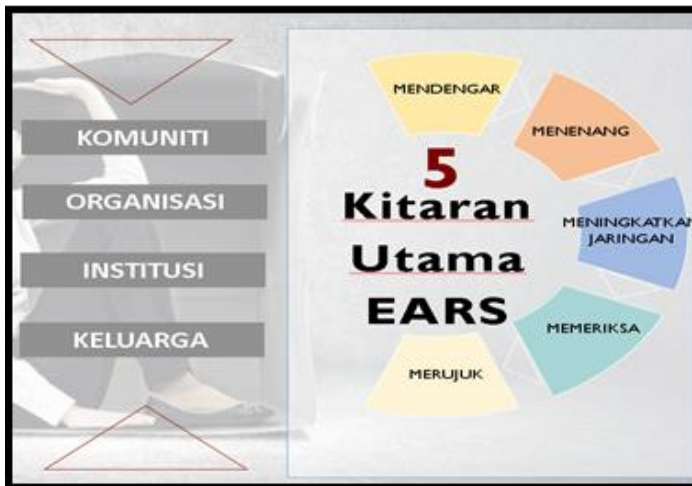 KOMUNITI
ORGANISASI
INSTITUSI
KELUARGA
5
Kitaran
Utama
EARS
MENDENGAR
MENENANG
MENINGKATKAN
JARINGAN
MEMERIKSA
MERUJUK